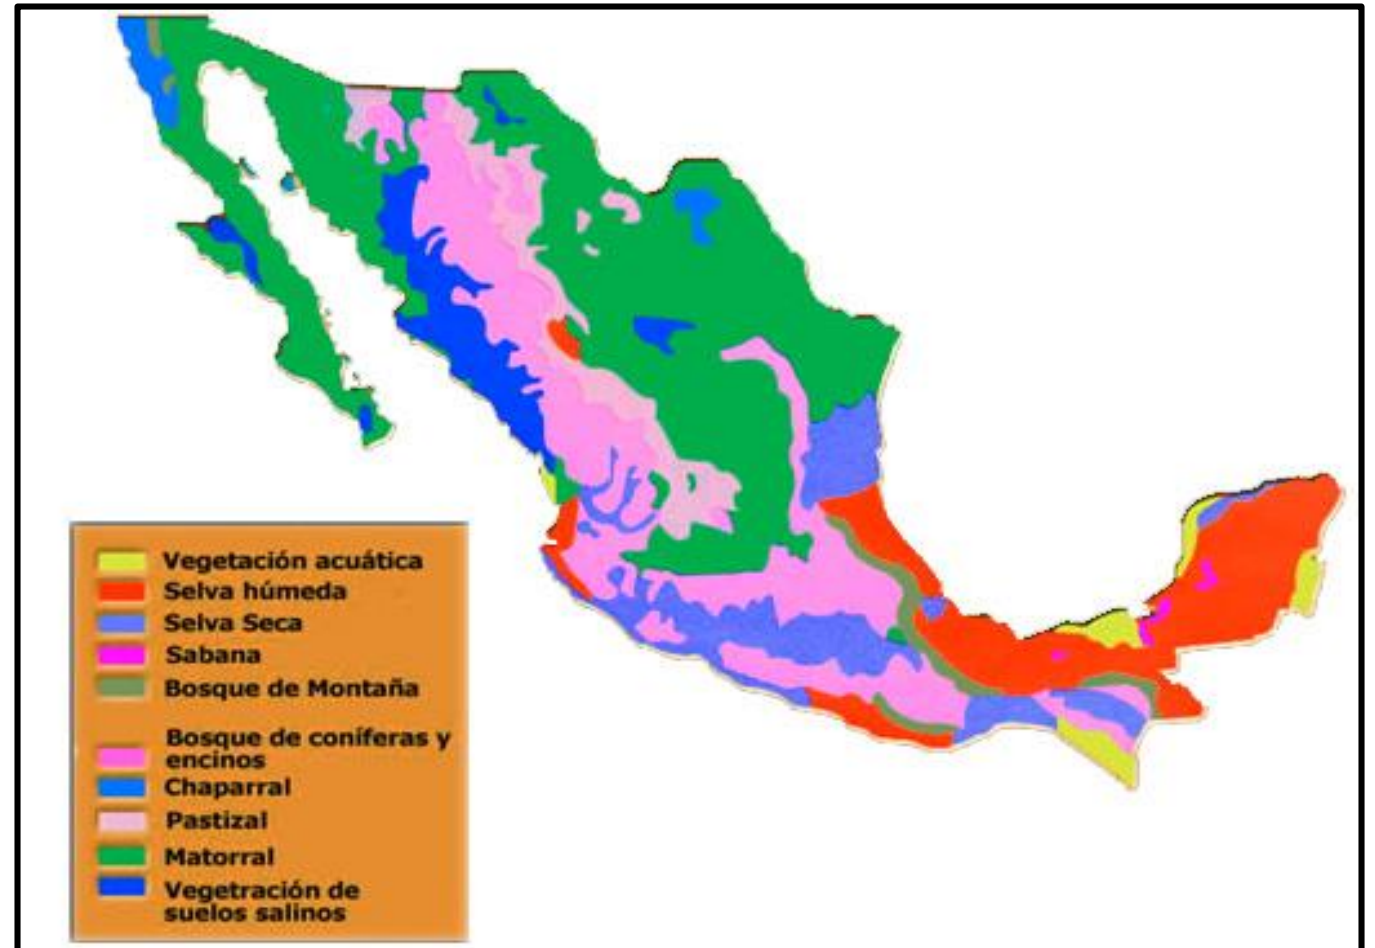 Vegetación acuática
Selva húmeda
Selva Seca
Sabana
Bosque de Montaña
Bosque de coníferas y
encinos
Chaparral
Pastizal
Matorral
Vegetración de
suelos salinos